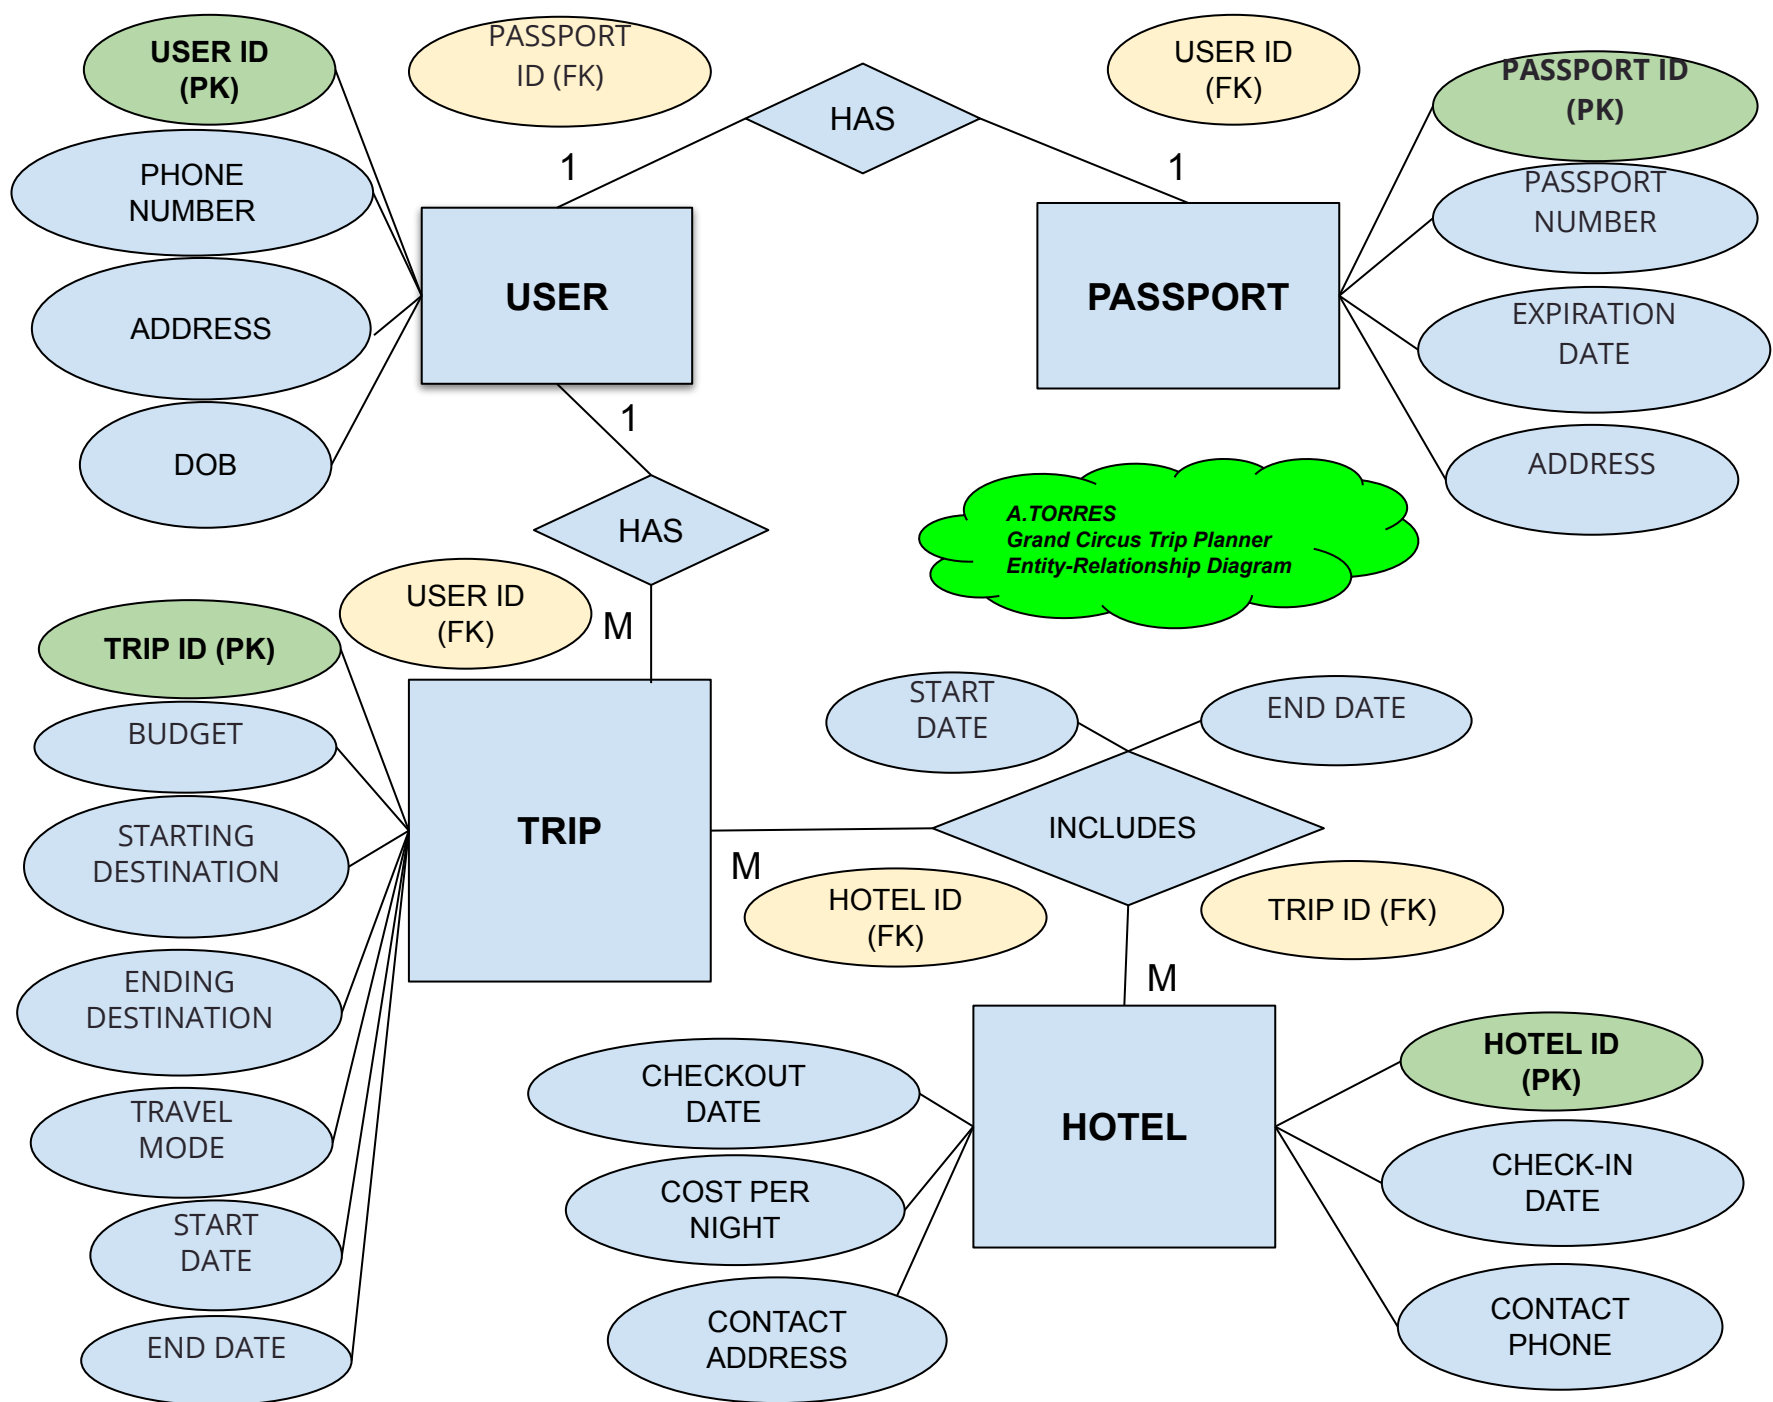 USER ID
(PK)
PASSPORT
ID (FK)
HAS
USER ID
(FK)
PASSPORT ID
(PK)
PHONE
NUMBER
1
1
PASSPORT
NUMBER
USER
PASSPORT
ADDRESS
EXPIRATION
DATE
DOB
1
ADDRESS
HAS
A.TORRES
Grand Circus Trip Planner
Entity-Relationship Diagram
USER ID
(FK)
M
TRIP ID (PK)
START
DATE
END DATE
BUDGET
STARTING
DESTINATION
TRIP
INCLUDES
M
HOTEL ID
(FK)
TRIP ID (FK)
ENDING
DESTINATION
M
TRAVEL
MODE
CHECKOUT
DATE
HOTEL
HOTEL ID
(PK)
START
DATE
COST PER
NIGHT
CHECK-IN
DATE
END DATE
CONTACT
ADDRESS
CONTACT
PHONE